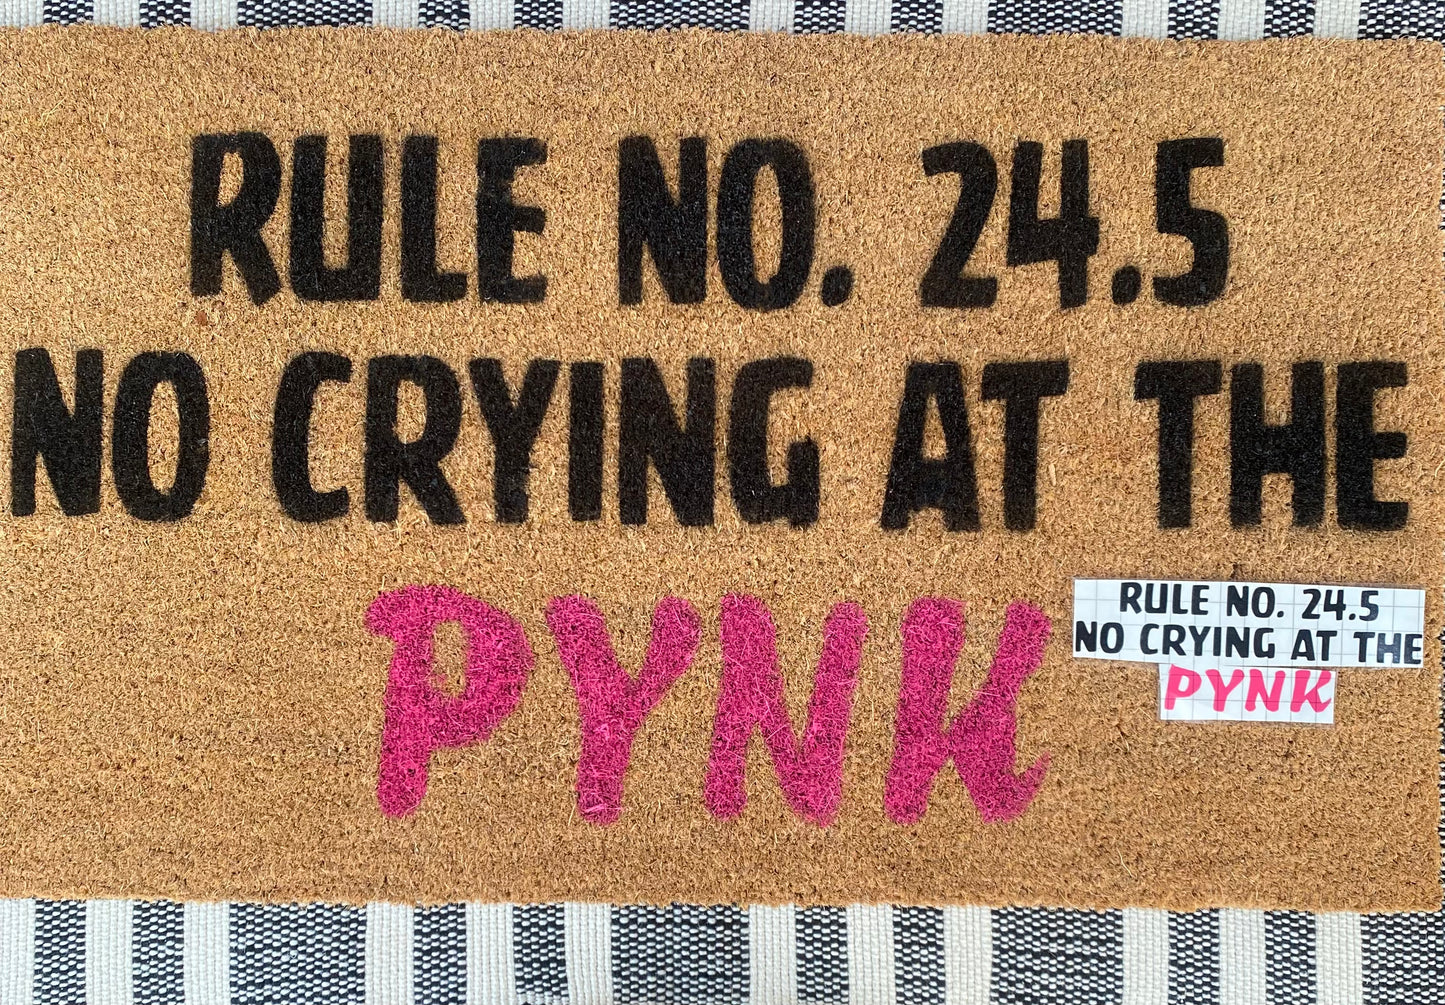 RULE NO. 24.5
NO CRYING AT THE
PYNK
RULE NO. 24.5
NO CRYING AT THE
PYNK